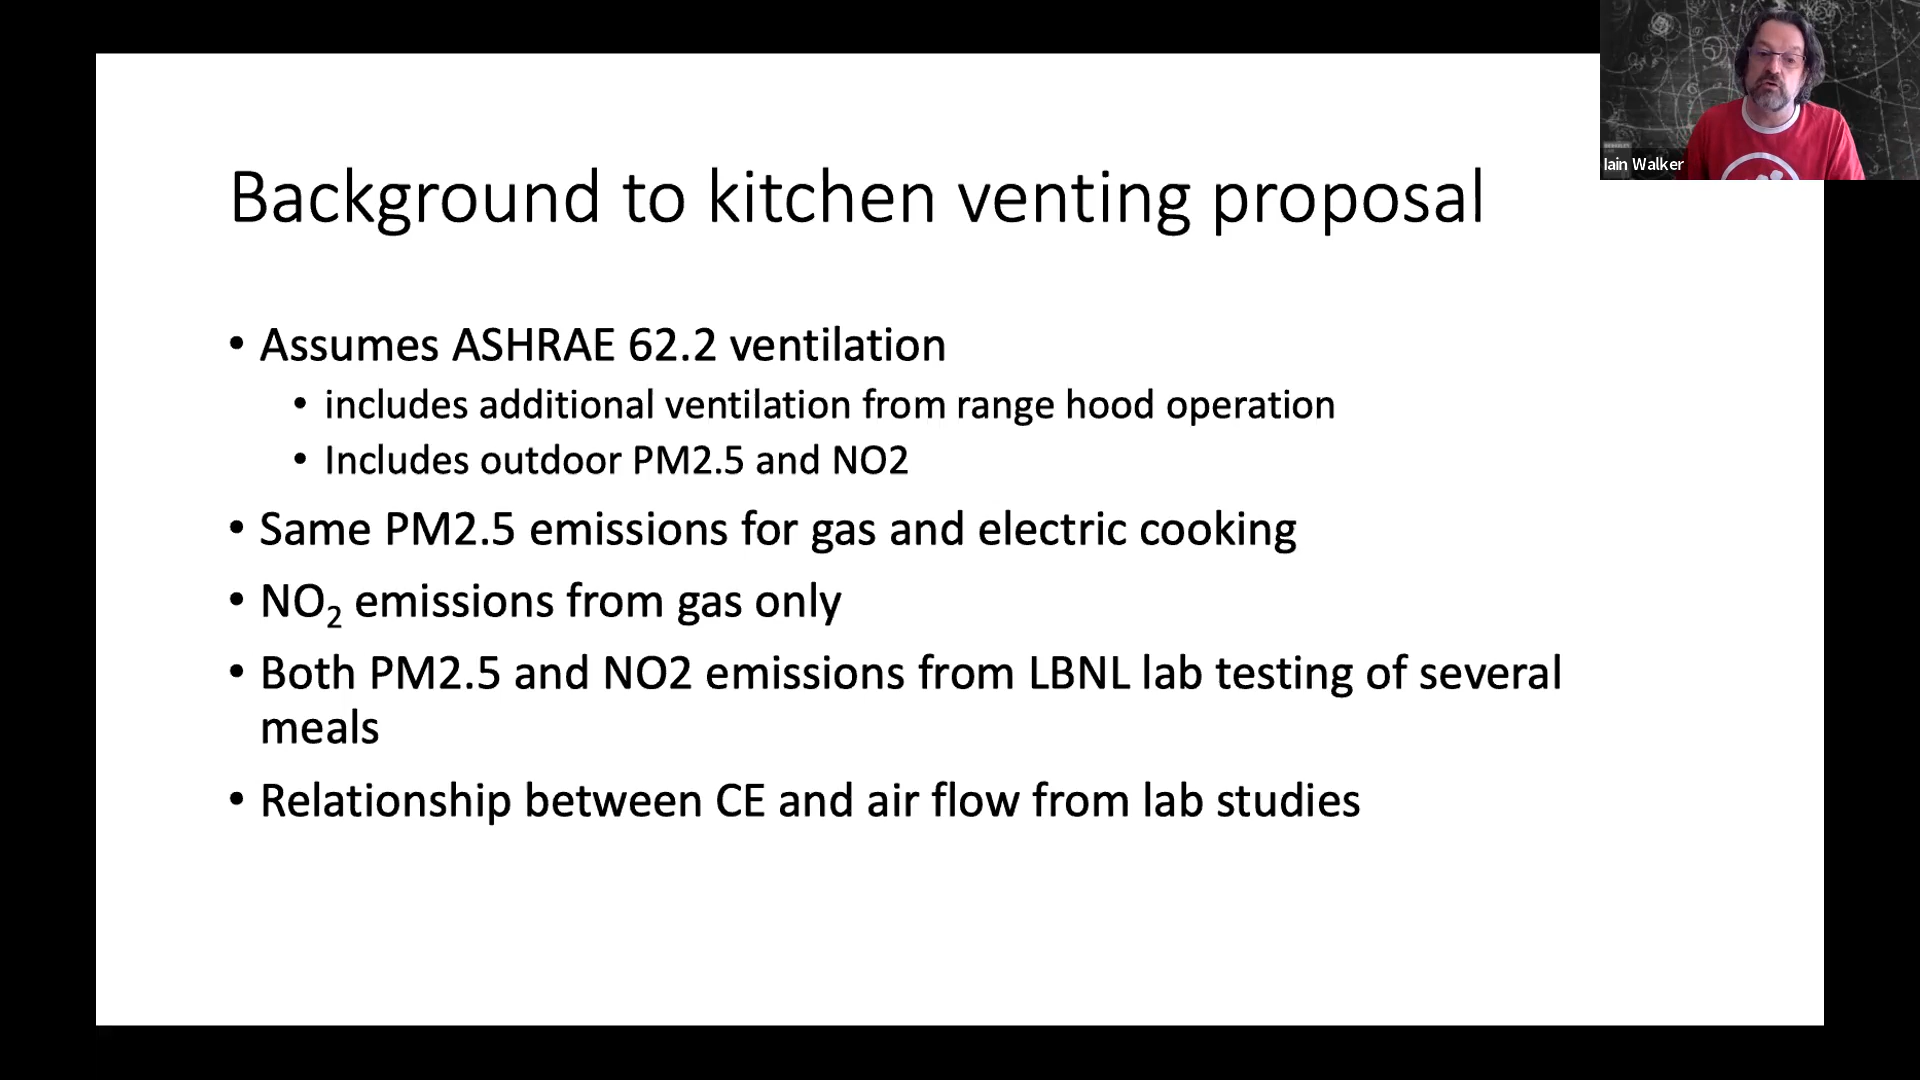 Iain Walker
Background to kitchen venting proposal
• Assumes ASHRAE 62.2 ventilation
• includes additional ventilation from range hood operation
• Includes outdoor PM2.5 and NO2
• Same PM2.5 emissions for gas and electric cooking
• NO₂ emissions from gas only
• Both PM2.5 and NO2 emissions from LBNL lab testing of several
meals
• Relationship between CE and air flow from lab studies